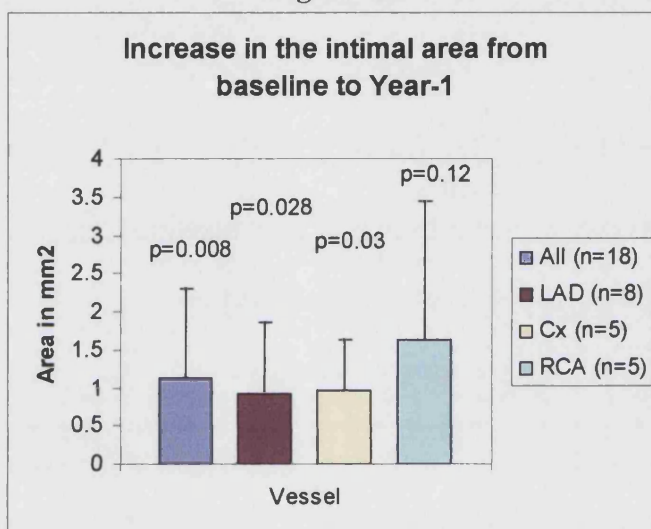 Increase in the intimal area from
baseline to Year-1
4
3.5
3
2.5
2
1.5
1
0.5
0
Area in mm2
p=0.008
p=0.028
p=0.03
p=0.12
Vessel
All (n=18)
LAD (n=8)
Cx (n=5)
RCA (n=5)